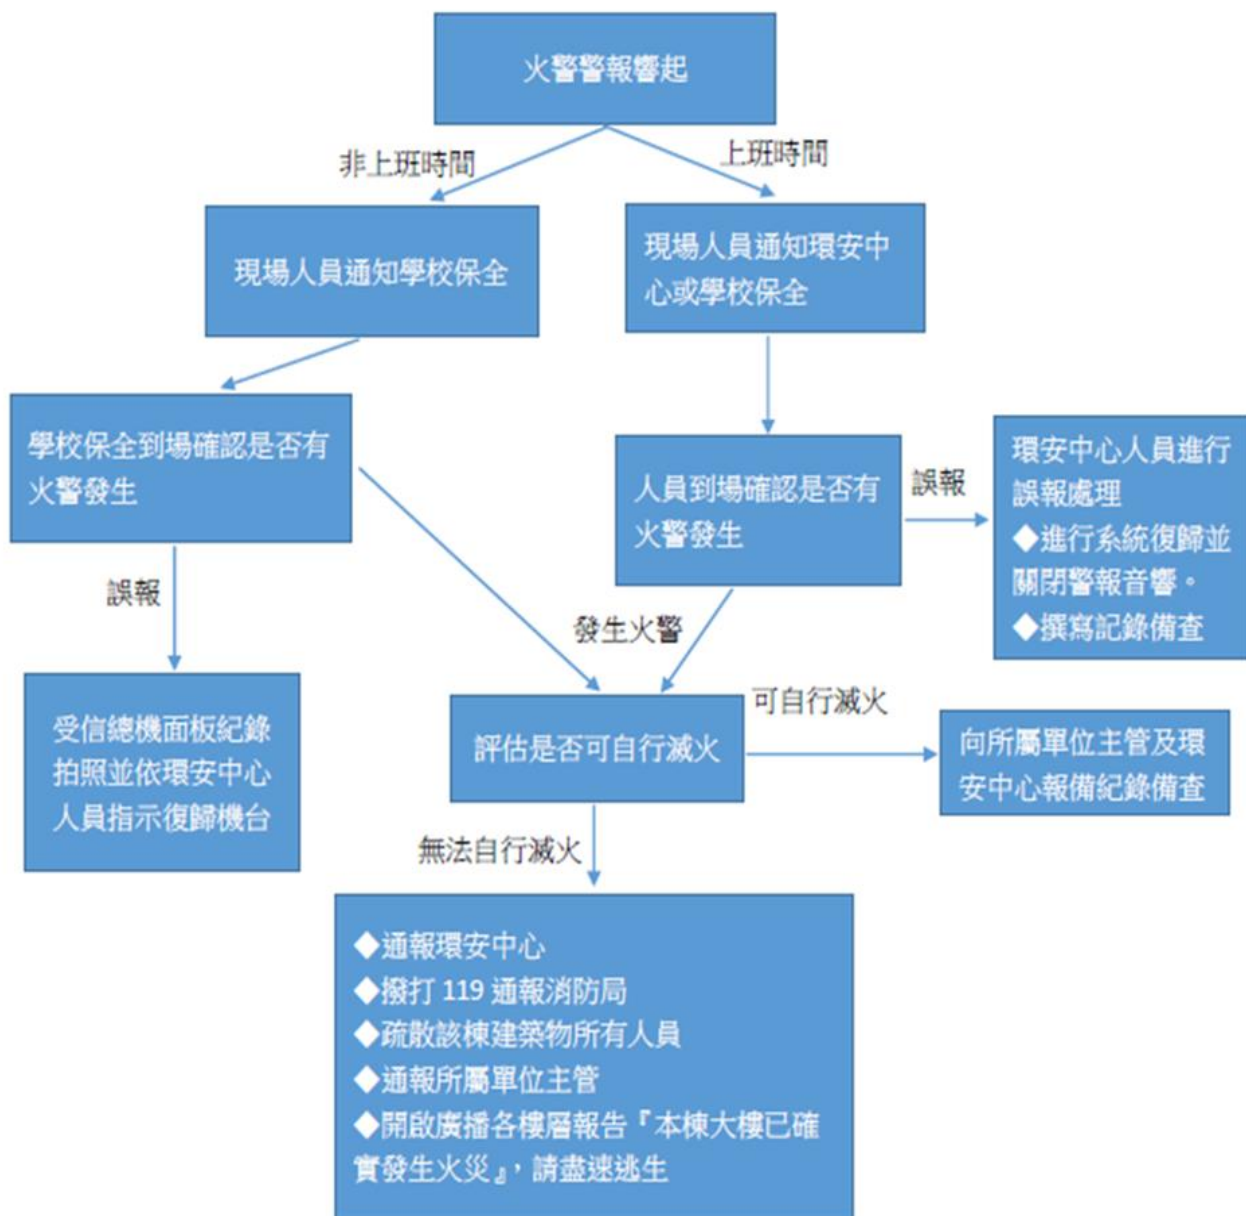 火警警報響起
非上班時間
上班時間
現場人員通知學校保全
現場人員通知環安中
心或學校保全
學校保全到場確認是否有
火警發生
人員到場確認是否有
火警發生
誤報
環安中心人員進行
誤報處理
◆進行系統復歸並
關閉警報音響。
◆撰寫記錄備查
誤報
發生火警
受信總機面板紀錄
拍照並依環安中心
人員指示復歸機台
評估是否可自行滅火
可自行滅火
向所屬單位主管及環
安中心報備紀錄備查
無法自行滅火
◆通報環安中心
◆撥打 119 通報消防局
◆疏散該棟建築物所有人員
◆通報所屬單位主管
◆開啟廣播各樓層報告『本棟大樓已確
實發生火災』，請盡速逃生